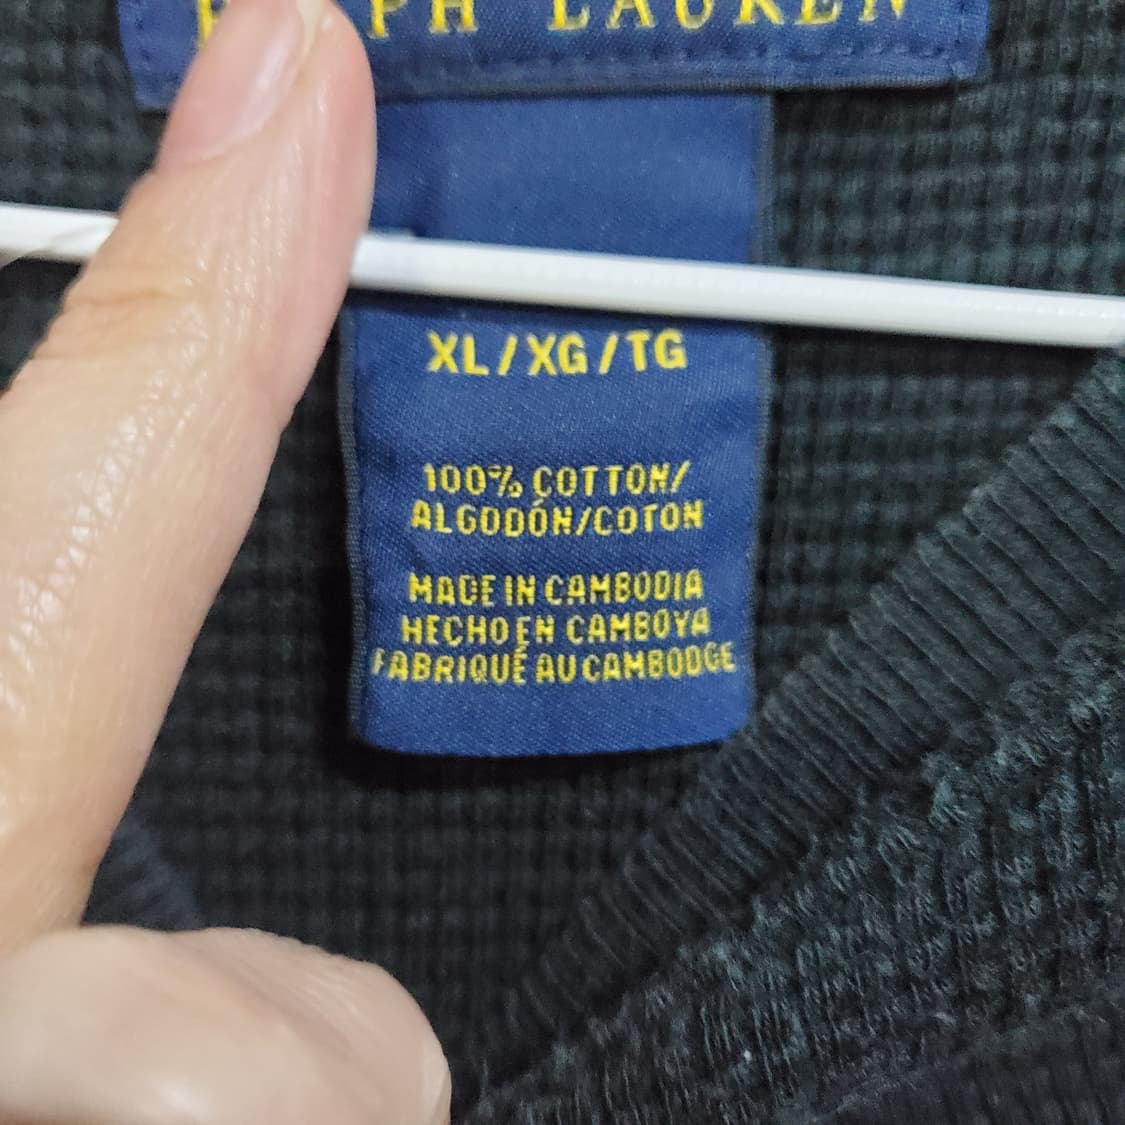 LAUREN
XL/XG/TG
100% COTTON/
ALGODÓN/COTON
MADE IN CAMBODIA
HECHO EN CAMBOYA
FABRIQUÉ AU CAMBODGE